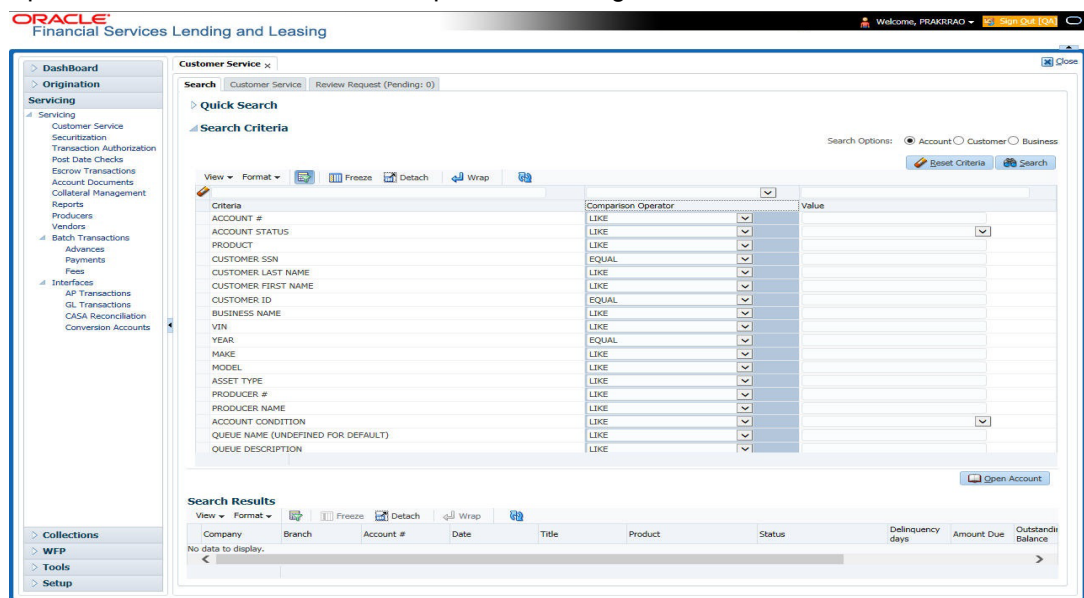 ORACLE
Financial Services Lending and Leasing
Welcome, PRAKRRAO
Sign Out [QA]
DashBoard
Origination
Servicing
Servicing
Customer Service
Securitization
Transaction Authorization
Post Date Checks
Escrow Transactions
Account Documents
Collateral Management
Reports
Producers
Vendors
Batch Transactions
Advances
Payments
Fees
Interfaces
AP Transactions
GL Transactions
CASA Reconciliation
Conversion Accounts
Collections
WFP
Tools
Setup
Customer Service x
Close
Search Customer Service Review Request (Pending: 0)
Quick Search
Search Criteria
Search Options: Account Customer Business
Reset Criteria Search
View Format Freeze Detach Wrap
Criteria Comparison Operator Value
ACCOUNT # LIKE
ACCOUNT STATUS LIKE
PRODUCT LIKE
CUSTOMER SSN EQUAL
CUSTOMER LAST NAME LIKE
CUSTOMER FIRST NAME LIKE
CUSTOMER ID EQUAL
BUSINESS NAME LIKE
VIN LIKE
YEAR EQUAL
MAKE LIKE
MODEL LIKE
ASSET TYPE LIKE
PRODUCER # LIKE
PRODUCER NAME LIKE
ACCOUNT CONDITION LIKE
QUEUE NAME (UNDEFINED FOR DEFAULT) LIKE
QUEUE DESCRIPTION LIKE
Open Account
Search Results
View Format Freeze Detach Wrap
Company Branch Account # Date Title Product Status Delinquency days Amount Due Outstandin Balance
No data to display.